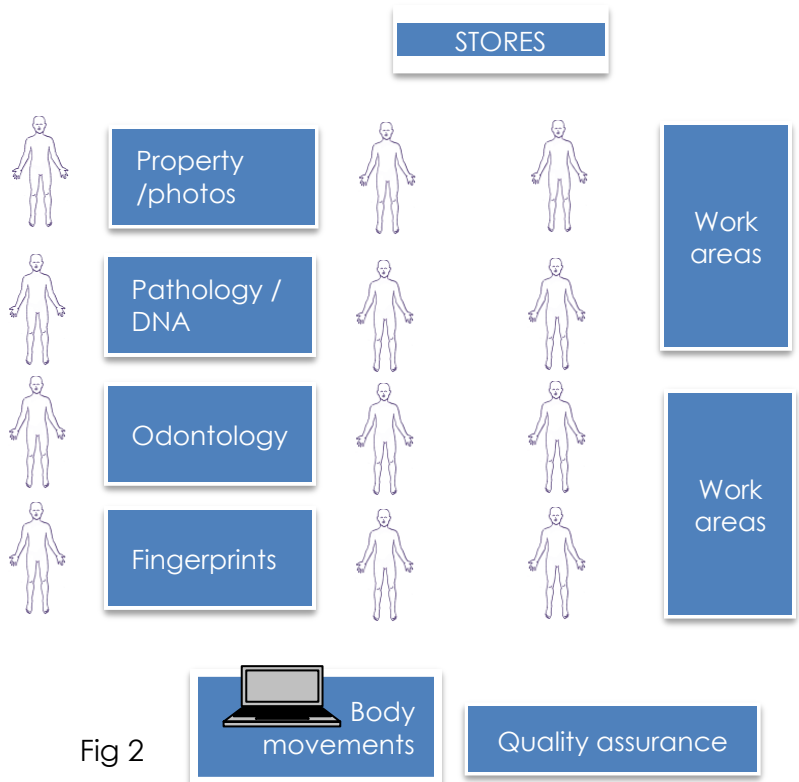 STORES
Property
/photos
Work
areas
Pathology /
DNA
Odontology
Work
areas
Fingerprints
Body
movements
Quality assurance
Fig 2